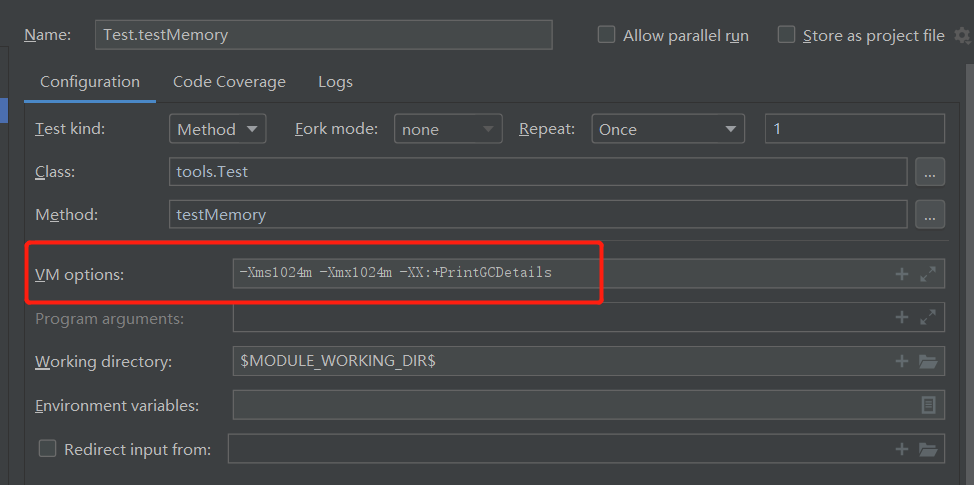 Name: Test.testMemory Allow parallel run Store as project file
Configuration Code Coverage Logs
Test kind: Method Fork mode: none Repeat: Once 1
Class: tools.Test ...
Method: testMemory ...
VM options: -Xms1024m -Xmx1024m -XX:+PrintGCDetails
Program arguments:
Working directory: $MODULE_WORKING_DIR$
Environment variables:
Redirect input from: